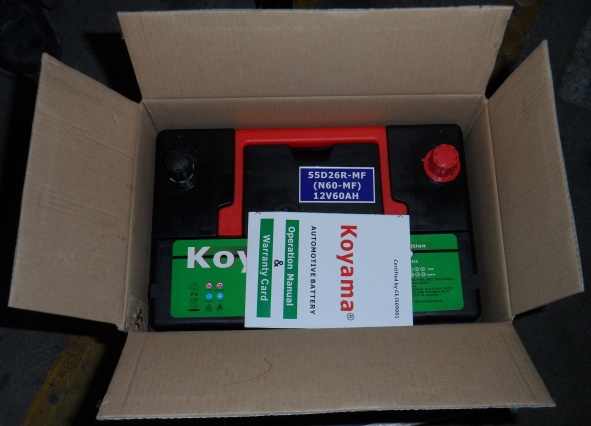 55D26R-MF
(N60-MF)
12V60AH
Koy
Koyama®
AUTOMOTIVE BATTERY
Operation Manual
&
Warranty Card